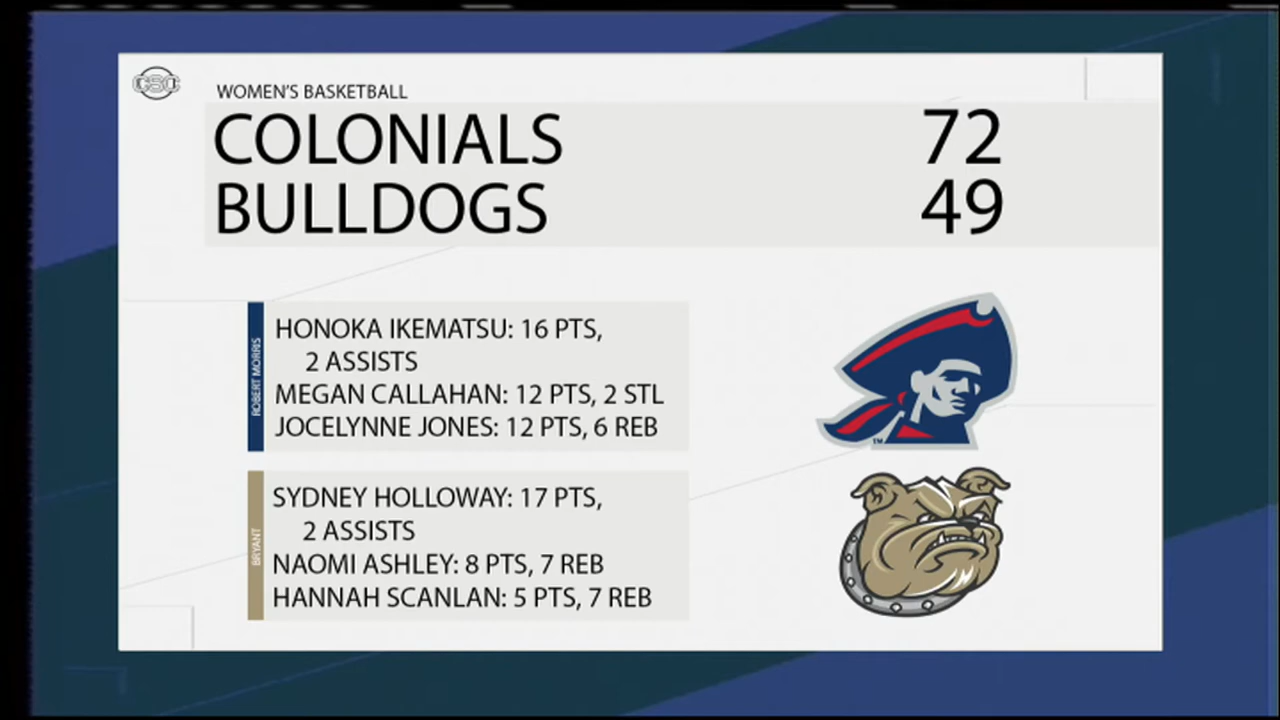 CSC
WOMEN'S BASKETBALL
COLONIALS 72
BULLDOGS 49
ROBERT MORRIS
HONOKA IKEMATSU: 16 PTS,
2 ASSISTS
MEGAN CALLAHAN: 12 PTS, 2 STL
JOCELYNNE JONES: 12 PTS, 6 REB
TM
BRYANT
SYDNEY HOLLOWAY: 17 PTS,
2 ASSISTS
NAOMI ASHLEY: 8 PTS, 7 REB
HANNAH SCANLAN: 5 PTS, 7 REB